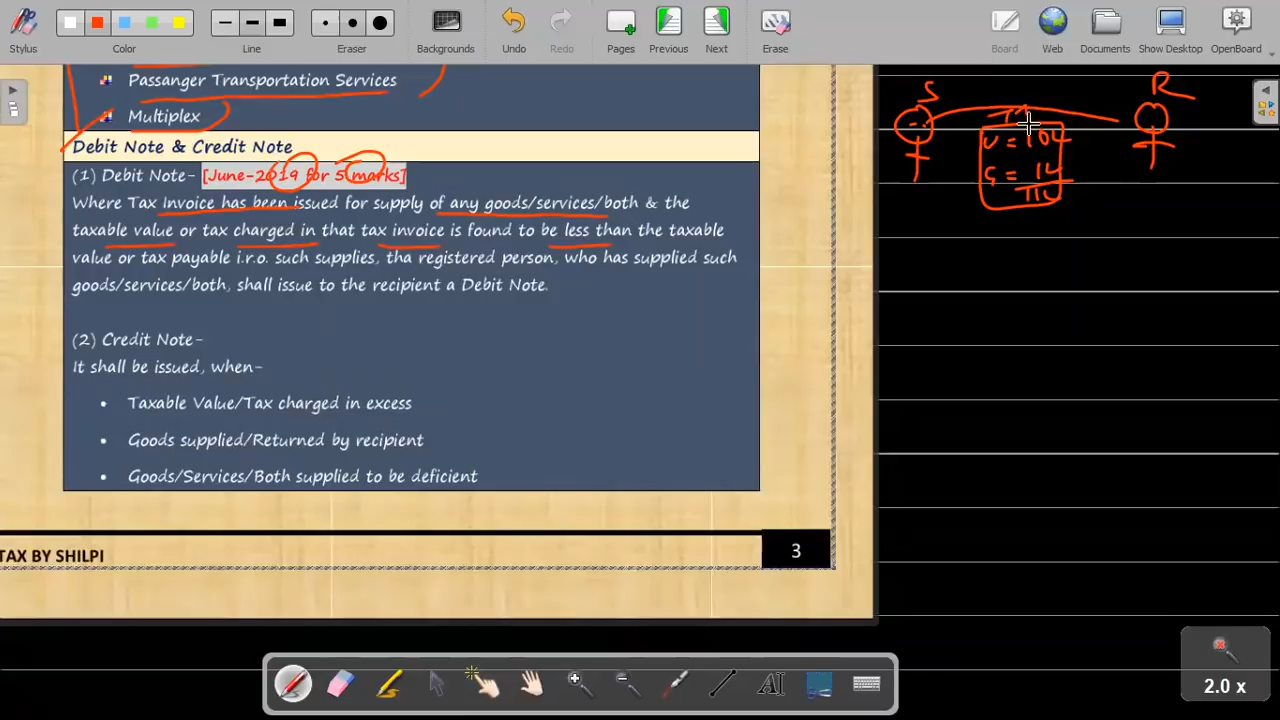 Stylus
Color
Line
Eraser
Backgrounds
Undo
Redo
Pages
Previous
Next
Erase
Board
Web
Documents
Show Desktop
OpenBoard
Passanger Transportation Services
Multiplex
Debit Note & Credit Note
(1) Debit Note- [June-2019 for 5 marks]
Where Tax Invoice has been issued for supply of any goods/services/both & the
taxable value or tax charged in that tax invoice is found to be less than the taxable
value or tax payable i.r.o. such supplies, tha registered person, who has supplied such
goods/services/both, shall issue to the recipient a Debit Note.
(2) Credit Note-
It shall be issued, when-
• Taxable Value/Tax charged in excess
• Goods supplied/Returned by recipient
• Goods/Services/Both supplied to be deficient
TAX BY SHILPI
3
S
R
2.0 x